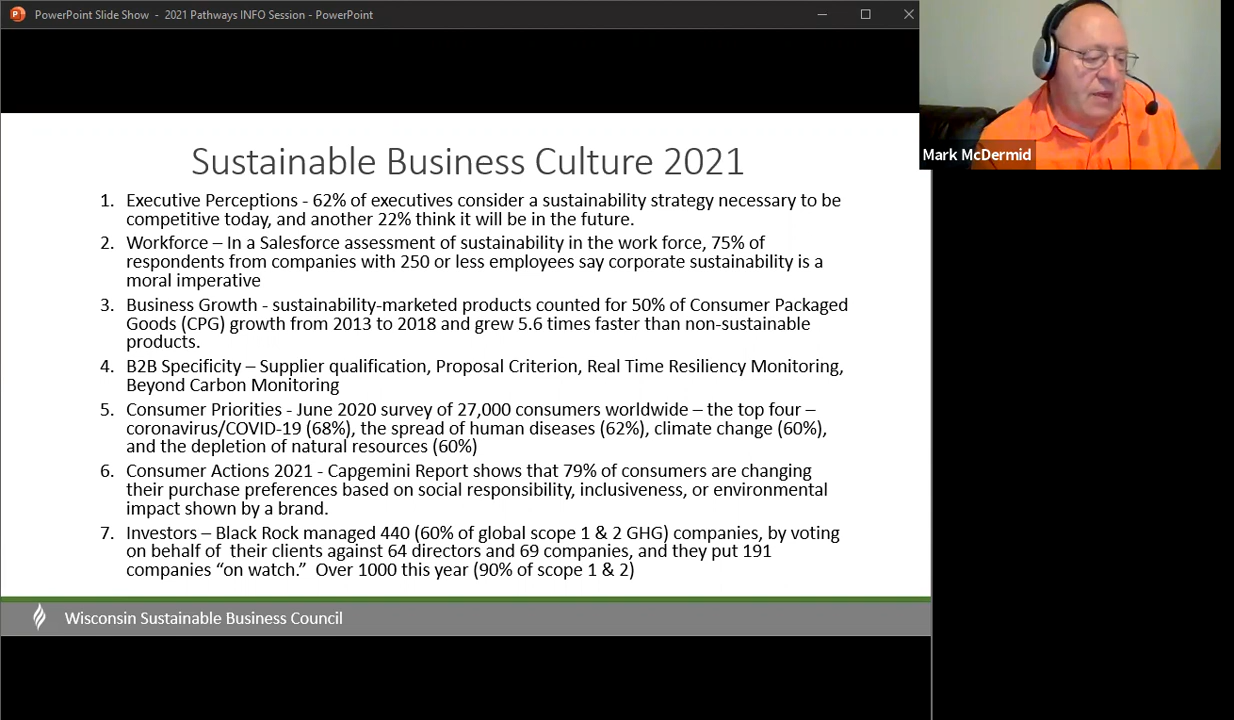 PowerPoint Slide Show - 2021 Pathways INFO Session - PowerPoint
Mark McDermid
Sustainable Business Culture 2021
1. Executive Perceptions - 62% of executives consider a sustainability strategy necessary to be
competitive today, and another 22% think it will be in the future.
2. Workforce – In a Salesforce assessment of sustainability in the work force, 75% of
respondents from companies with 250 or less employees say corporate sustainability is a
moral imperative
3. Business Growth - sustainability-marketed products counted for 50% of Consumer Packaged
Goods (CPG) growth from 2013 to 2018 and grew 5.6 times faster than non-sustainable
products.
4. B2B Specificity – Supplier qualification, Proposal Criterion, Real Time Resiliency Monitoring,
Beyond Carbon Monitoring
5. Consumer Priorities - June 2020 survey of 27,000 consumers worldwide – the top four –
coronavirus/COVID-19 (68%), the spread of human diseases (62%), climate change (60%),
and the depletion of natural resources (60%)
6. Consumer Actions 2021 - Capgemini Report shows that 79% of consumers are changing
their purchase preferences based on social responsibility, inclusiveness, or environmental
impact shown by a brand.
7. Investors – Black Rock managed 440 (60% of global scope 1 & 2 GHG) companies, by voting
on behalf of their clients against 64 directors and 69 companies, and they put 191
companies “on watch.” Over 1000 this year (90% of scope 1 & 2)
Wisconsin Sustainable Business Council